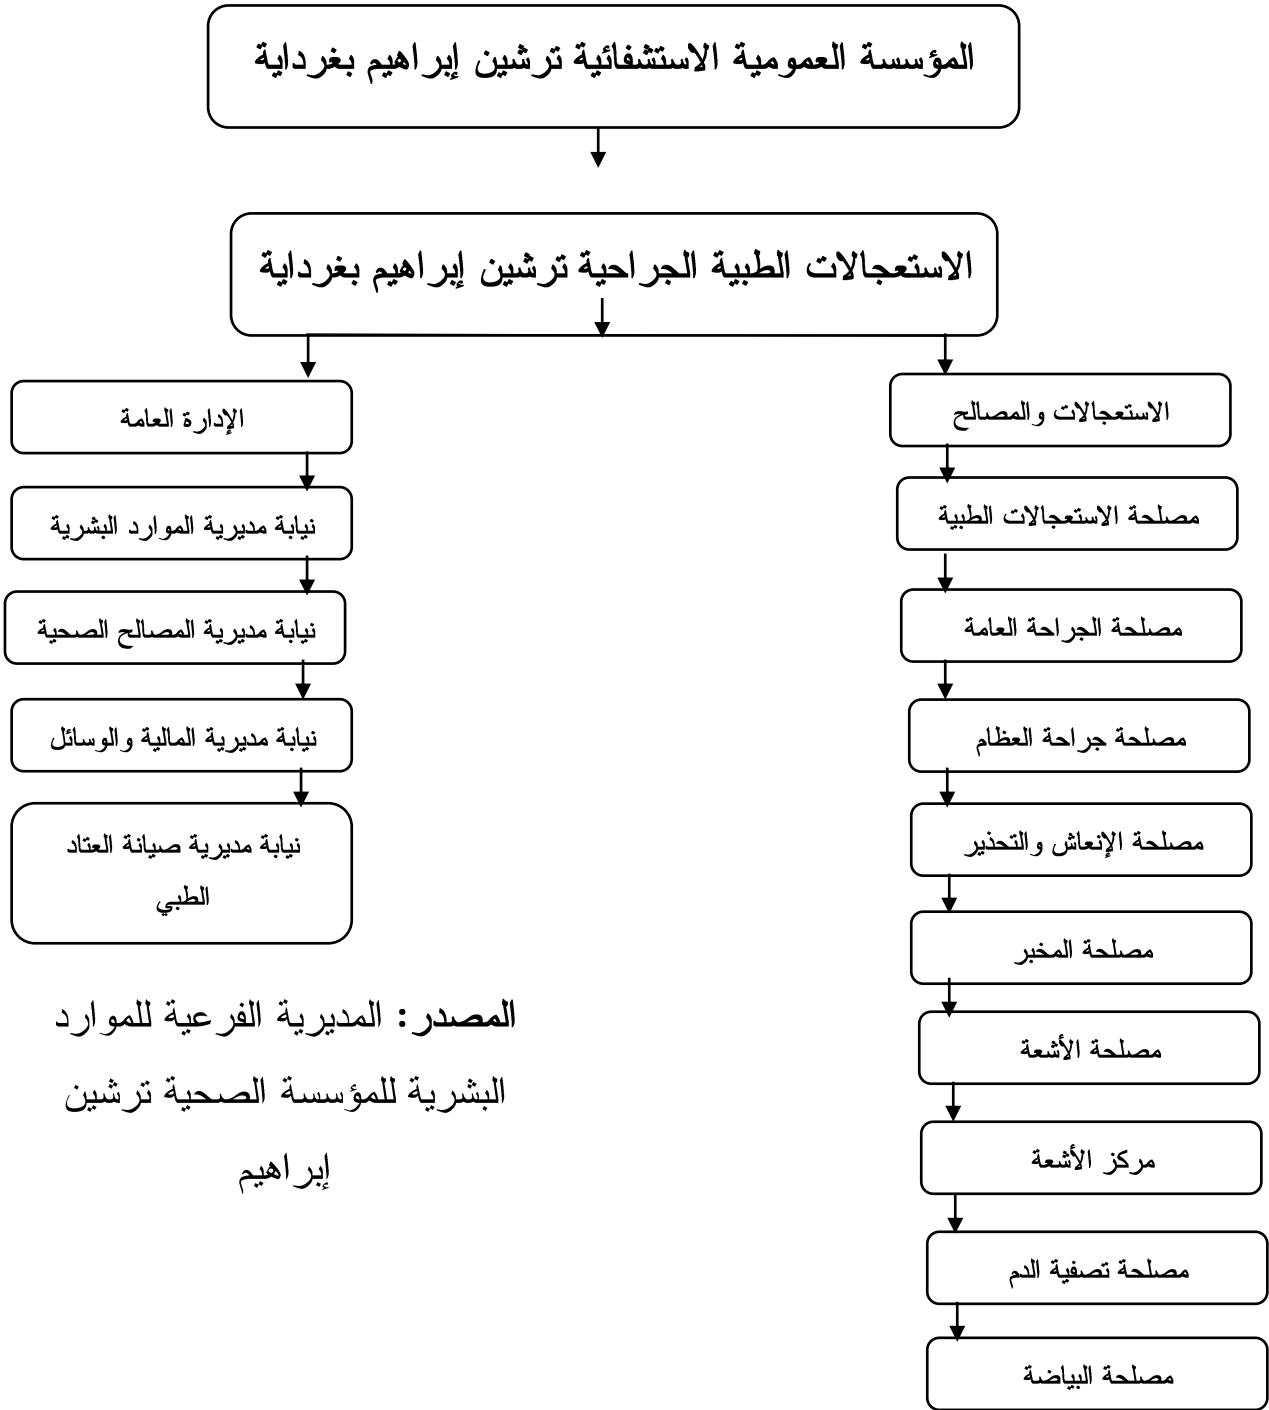 المؤسسة العمومية الاستشفائية ترشين إبراهيم بغرداية
الاستعجالات الطبية الجراحية ترشين إبراهيم بغرداية
الاستعجالات والمصالح
مصلحة الاستعجالات الطبية
مصلحة الجراحة العامة
مصلحة جراحة العظام
مصلحة الإنعاش والتحذير
مصلحة المخبر
مصلحة الأشعة
مركز الأشعة
مصلحة تصفية الدم
مصلحة البياضة
الإدارة العامة
نيابة مديرية الموارد البشرية
نيابة مديرية المصالح الصحية
نيابة مديرية المالية والوسائل
نيابة مديرية صيانة العتاد
الطبي
المصدر: المديرية الفرعية للموارد
البشرية للمؤسسة الصحية ترشين
إبراهيم